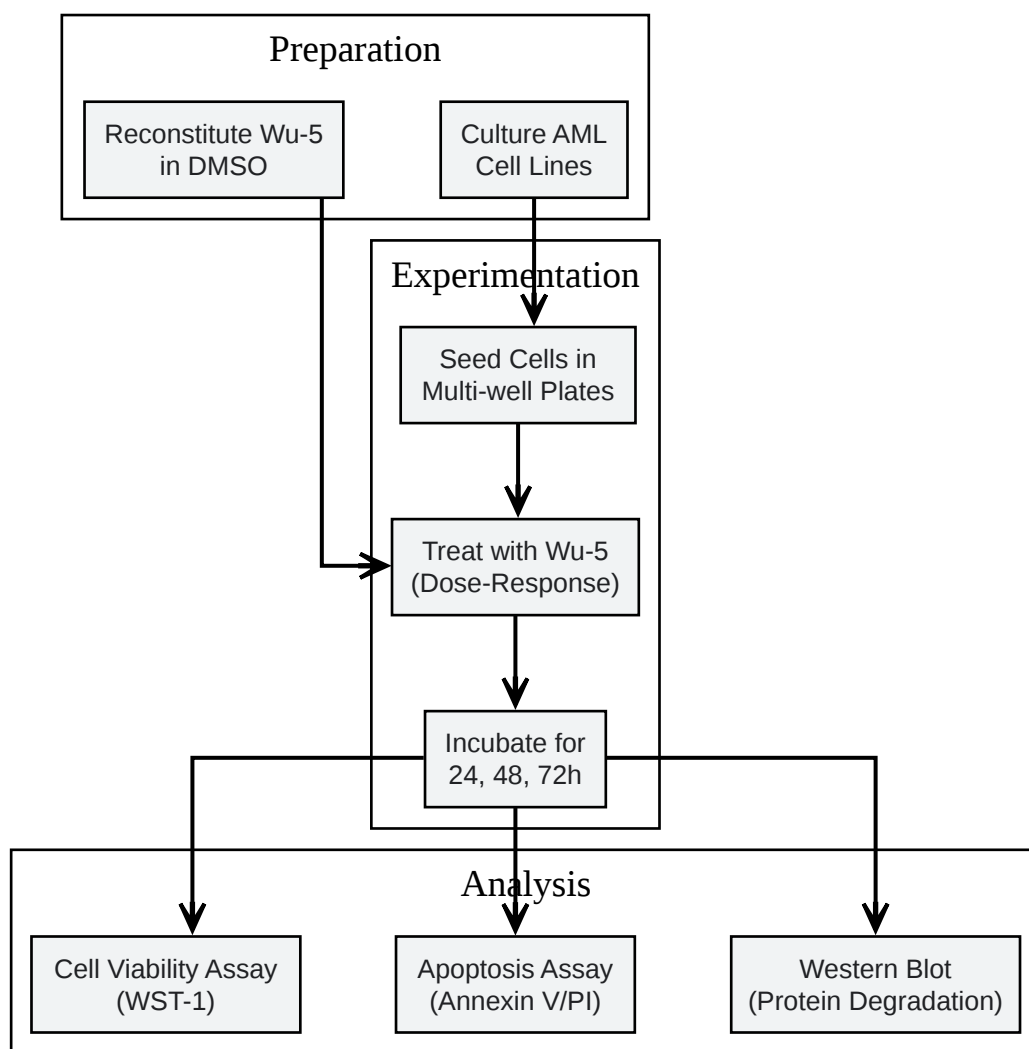 Preparation
Reconstitute Wu-5
in DMSO
Culture AML
Cell Lines
Experimentation
Seed Cells in
Multi-well Plates
Treat with Wu-5
(Dose-Response)
Incubate for
24, 48, 72h
Analysis
Cell Viability Assay
(WST-1)
Apoptosis Assay
(Annexin V/PI)
Western Blot
(Protein Degradation)